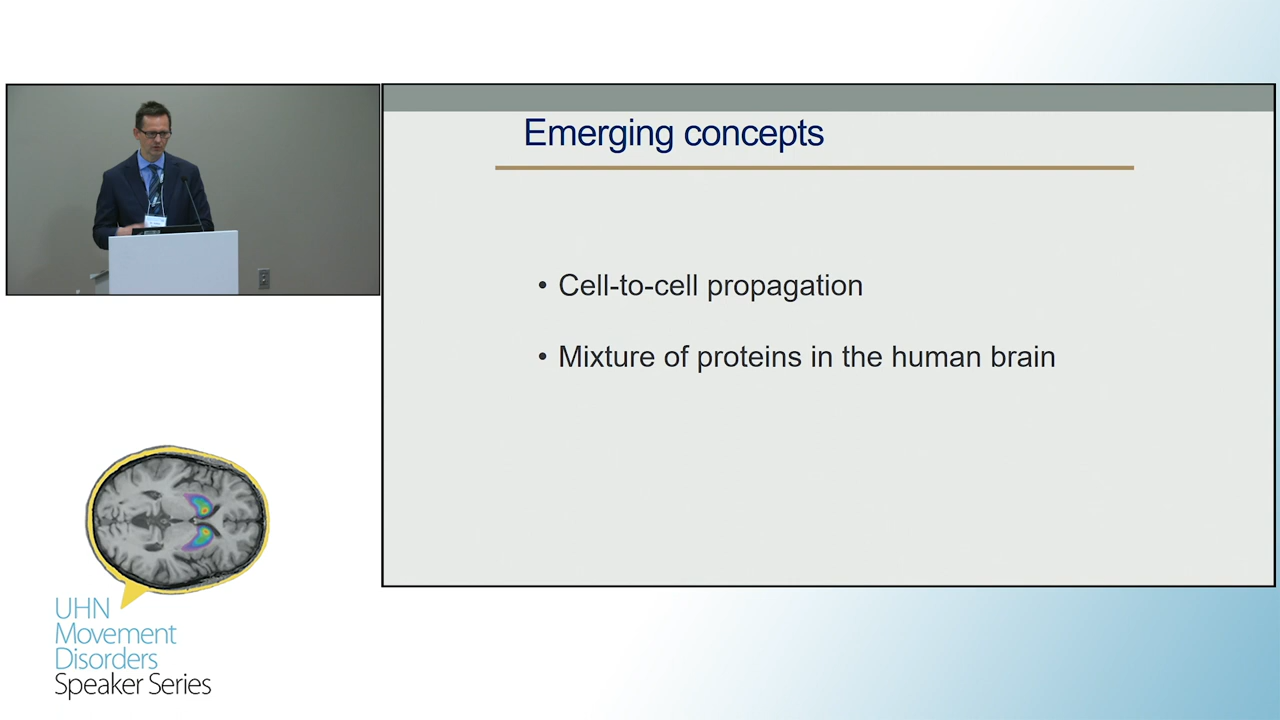 Emerging concepts
• Cell-to-cell propagation
• Mixture of proteins in the human brain
UHN
Movement
Disorders
Speaker Series